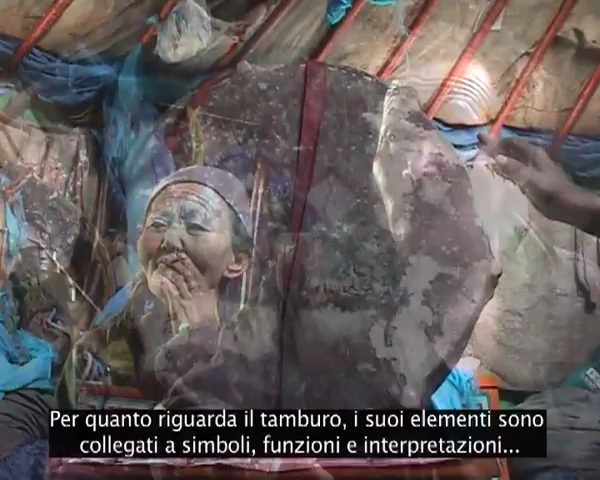 Per quanto riguarda il tamburo, i suoi elementi sono
collegati a simboli, funzioni e interpretazioni...